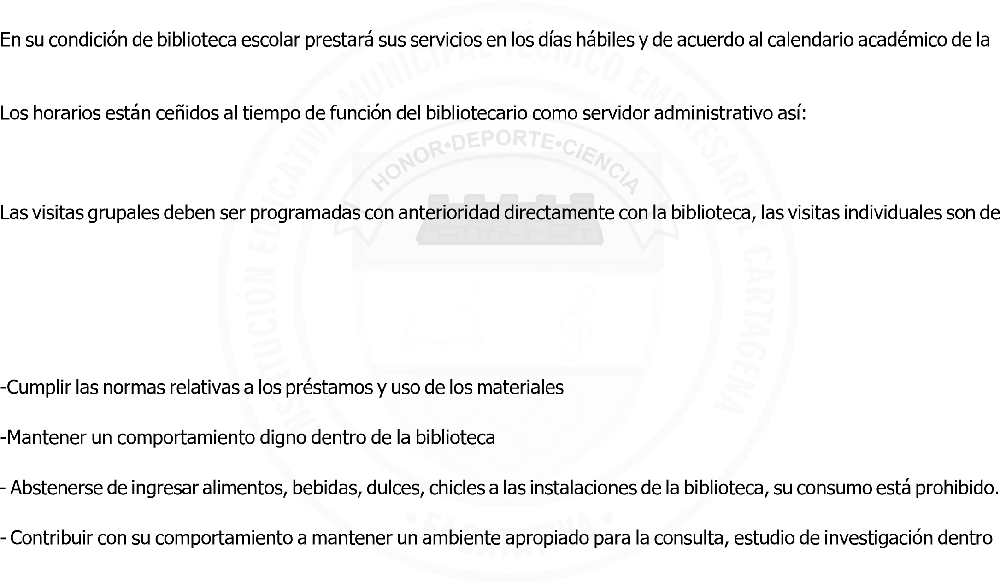 En su condición de biblioteca escolar prestará sus servicios en los días hábiles y de acuerdo al calendario académico de la
Los horarios están ceñidos al tiempo de función del bibliotecario como servidor administrativo así:
HONOR•DEPORTE•CIENCIA
Las visitas grupales deben ser programadas con anterioridad directamente con la biblioteca, las visitas individuales son de
INSTITUCIÓN EDUCATIVA MUNICIPAL TÉCNICO EMPRESARIAL CARTAGENA
-Cumplir las normas relativas a los préstamos y uso de los materiales
-Mantener un comportamiento digno dentro de la biblioteca
- Abstenerse de ingresar alimentos, bebidas, dulces, chicles a las instalaciones de la biblioteca, su consumo está prohibido.
• FACATATIVA •
- Contribuir con su comportamiento a mantener un ambiente apropiado para la consulta, estudio de investigación dentro